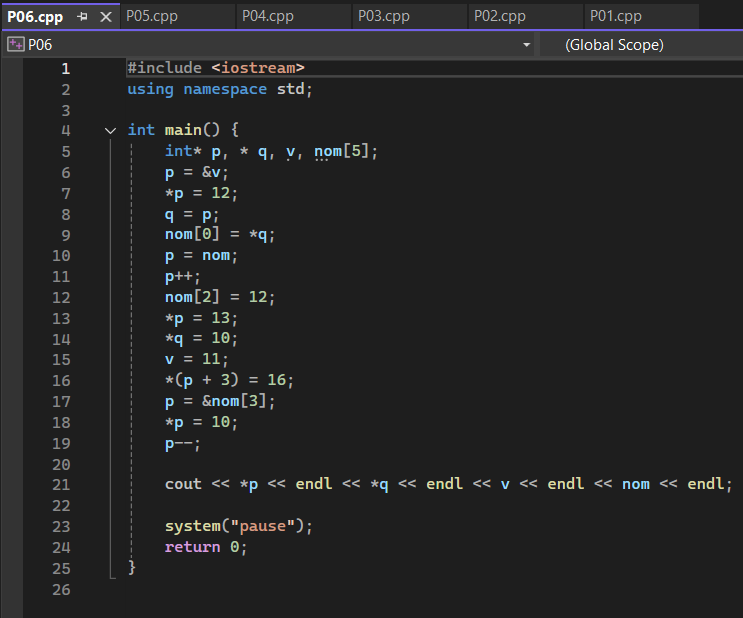 P06.cpp P05.cpp P04.cpp P03.cpp P02.cpp P01.cpp
P06 (Global Scope)
1 #include <iostream>
2 using namespace std;
3
4 int main() {
5 int* p, * q, v, nom[5];
6 p = &v;
7 *p = 12;
8 q = p;
9 nom[0] = *q;
10 p = nom;
11 p++;
12 nom[2] = 12;
13 *p = 13;
14 *q = 10;
15 v = 11;
16 *(p + 3) = 16;
17 p = &nom[3];
18 *p = 10;
19 p--;
20
21 cout << *p << endl << *q << endl << v << endl << nom << endl;
22
23 system("pause");
24 return 0;
25 }
26